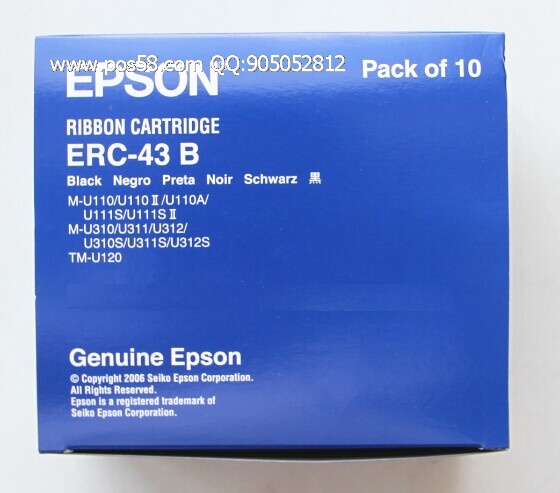 www.pos58.com QQ:905052812
EPSON
Pack of 10
RIBBON CARTRIDGE
ERC-43 B
Black Negro Preta Noir Schwarz 黒
M-U110/U110Ⅱ/U110A/
U111S/U111SⅡ
M-U310/U311/U312/
U310S/U311S/U312S
TM-U120
Genuine Epson
© Copyright 2006 Seiko Epson Corporation.
All Rights Reserved.
Epson is a registered trademark of
Seiko Epson Corporation.